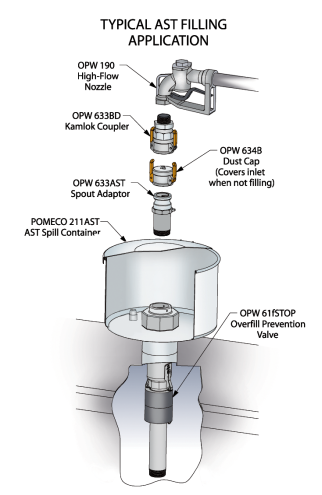 TYPICAL AST FILLING
APPLICATION
OPW 190
High-Flow
Nozzle
OPW 633BD
Kamlok Coupler
OPW 634B
Dust Cap
(Covers inlet
when not filling)
OPW 633AST
Spout Adaptor
POMECO 211AST
AST Spill Container
OPW 61fSTOP
Overfill Prevention
Valve